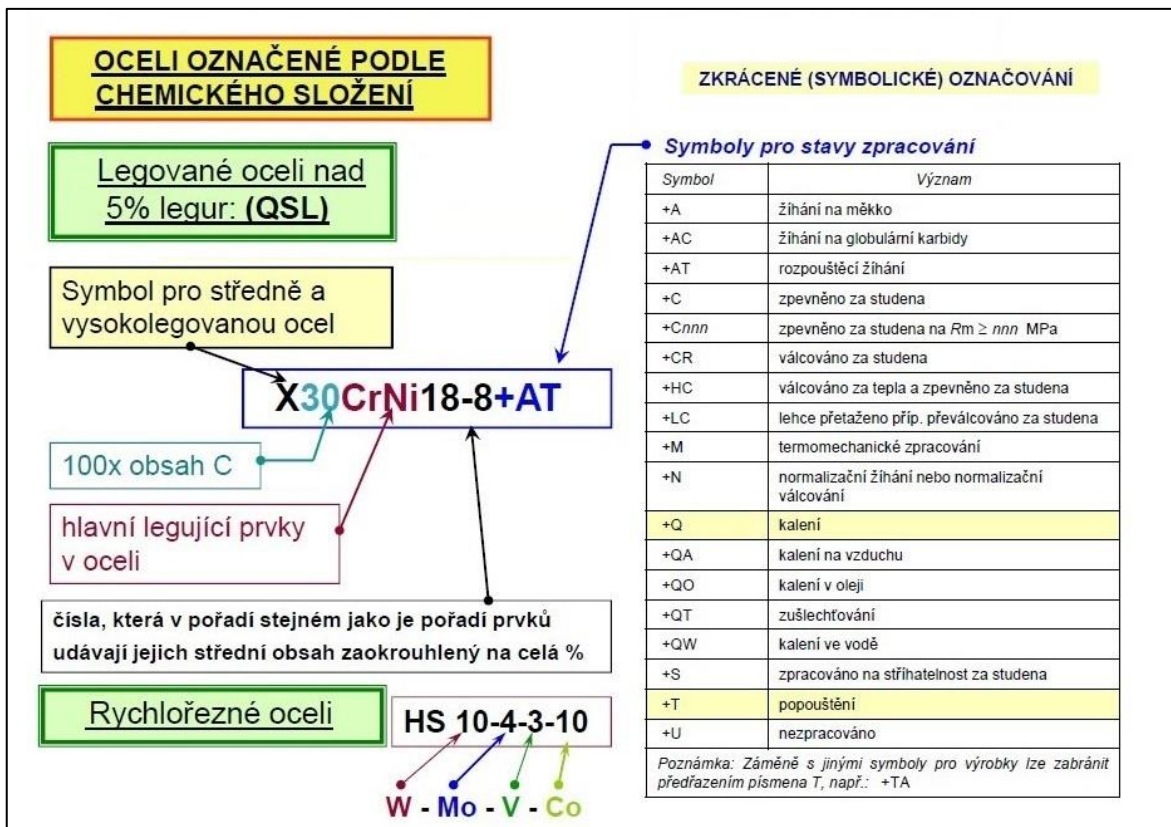 OCELI OZNAČENÉ PODLE
CHEMICKÉHO SLOŽENÍ
Legované oceli nad
5% legur: (QSL)
Symbol pro středně a
vysokolegovanou ocel
X30CrNi18-8+AT
100x obsah C
hlavní legující prvky
v oceli
čísla, která v pořadí stejném jako je pořadí prvků
udávají jejich střední obsah zaokrouhlený na celá %
Rychlořezné oceli
HS 10-4-3-10
W - Mo - V - Co
ZKRÁCENÉ (SYMBOLICKÉ) OZNAČOVÁNÍ
Symboly pro stavy zpracování
Symbol Význam
+A žíhání na měkko
+AC žíhání na globulární karbidy
+AT rozpouštěcí žíhání
+C zpevněno za studena
+Cnnn zpevněno za studena na Rm ≥ nnn MPa
+CR válcováno za studena
+HC válcováno za tepla a zpevněno za studena
+LC lehce přetaženo příp. převálcováno za studena
+M termomechanické zpracování
+N normalizační žíhání nebo normalizační
válcování
+Q kalení
+QA kalení na vzduchu
+QO kalení v oleji
+QT zušlechťování
+QW kalení ve vodě
+S zpracováno na stříhatelnost za studena
+T popouštění
+U nezpracováno
Poznámka: Záměně s jinými symboly pro výrobky lze zabránit
předřazením písmena T, např.: +TA